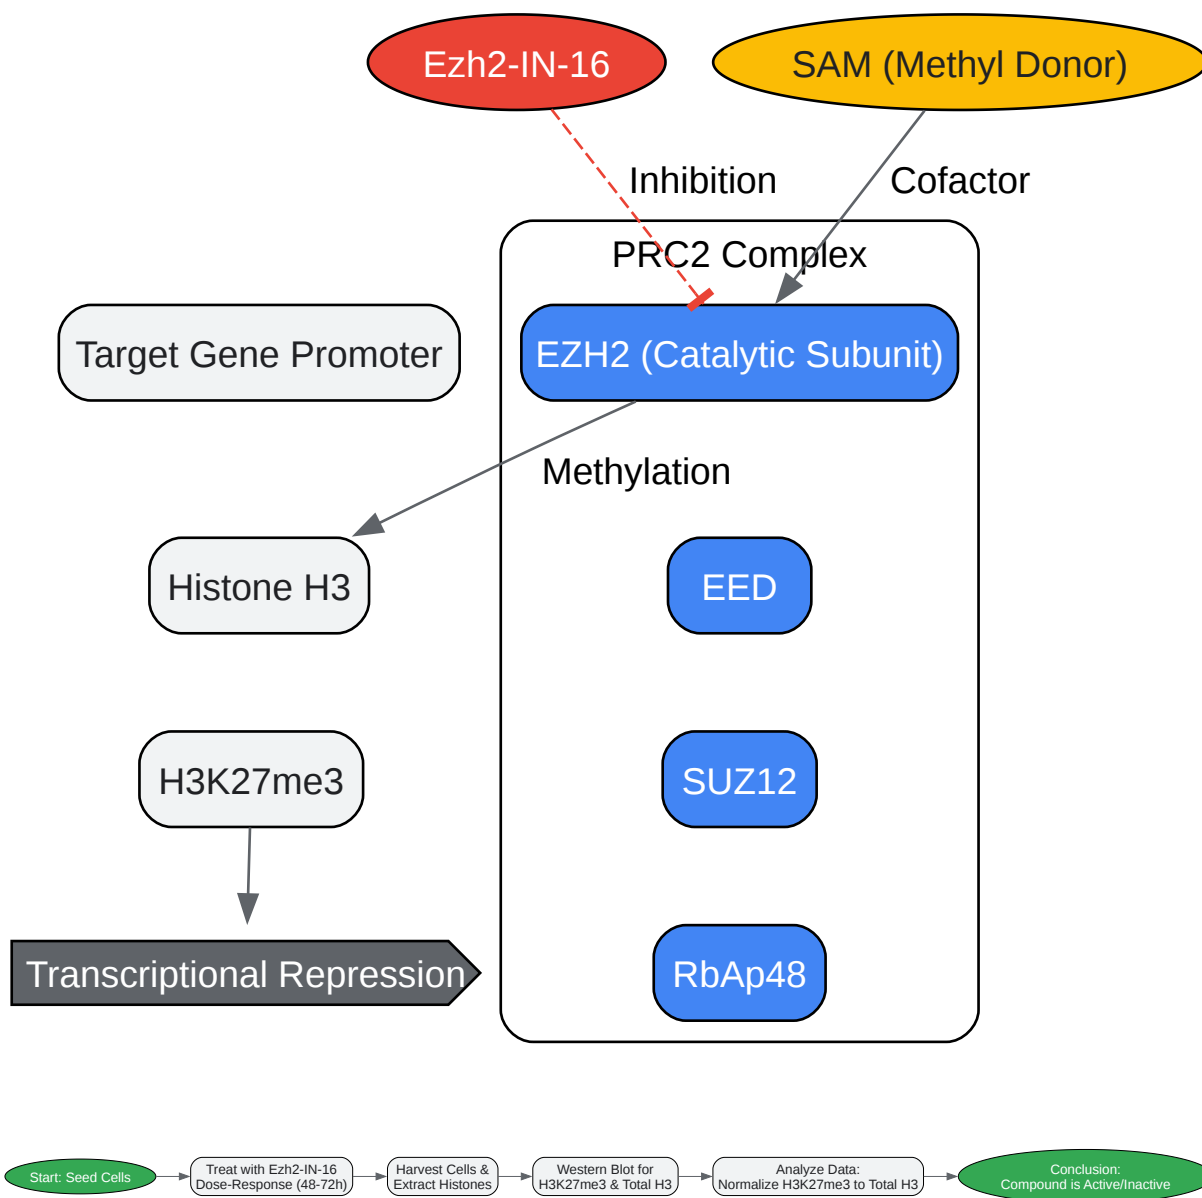 Ezh2-IN-16
SAM (Methyl Donor)
Inhibition
Cofactor
PRC2 Complex
Target Gene Promoter
EZH2 (Catalytic Subunit)
Methylation
Histone H3
EED
H3K27me3
SUZ12
Transcriptional Repression
RbAp48
Start: Seed Cells
Treat with Ezh2-IN-16
Dose-Response (48-72h)
Harvest Cells &
Extract Histones
Western Blot for
H3K27me3 & Total H3
Analyze Data:
Normalize H3K27me3 to Total H3
Conclusion:
Compound is Active/Inactive